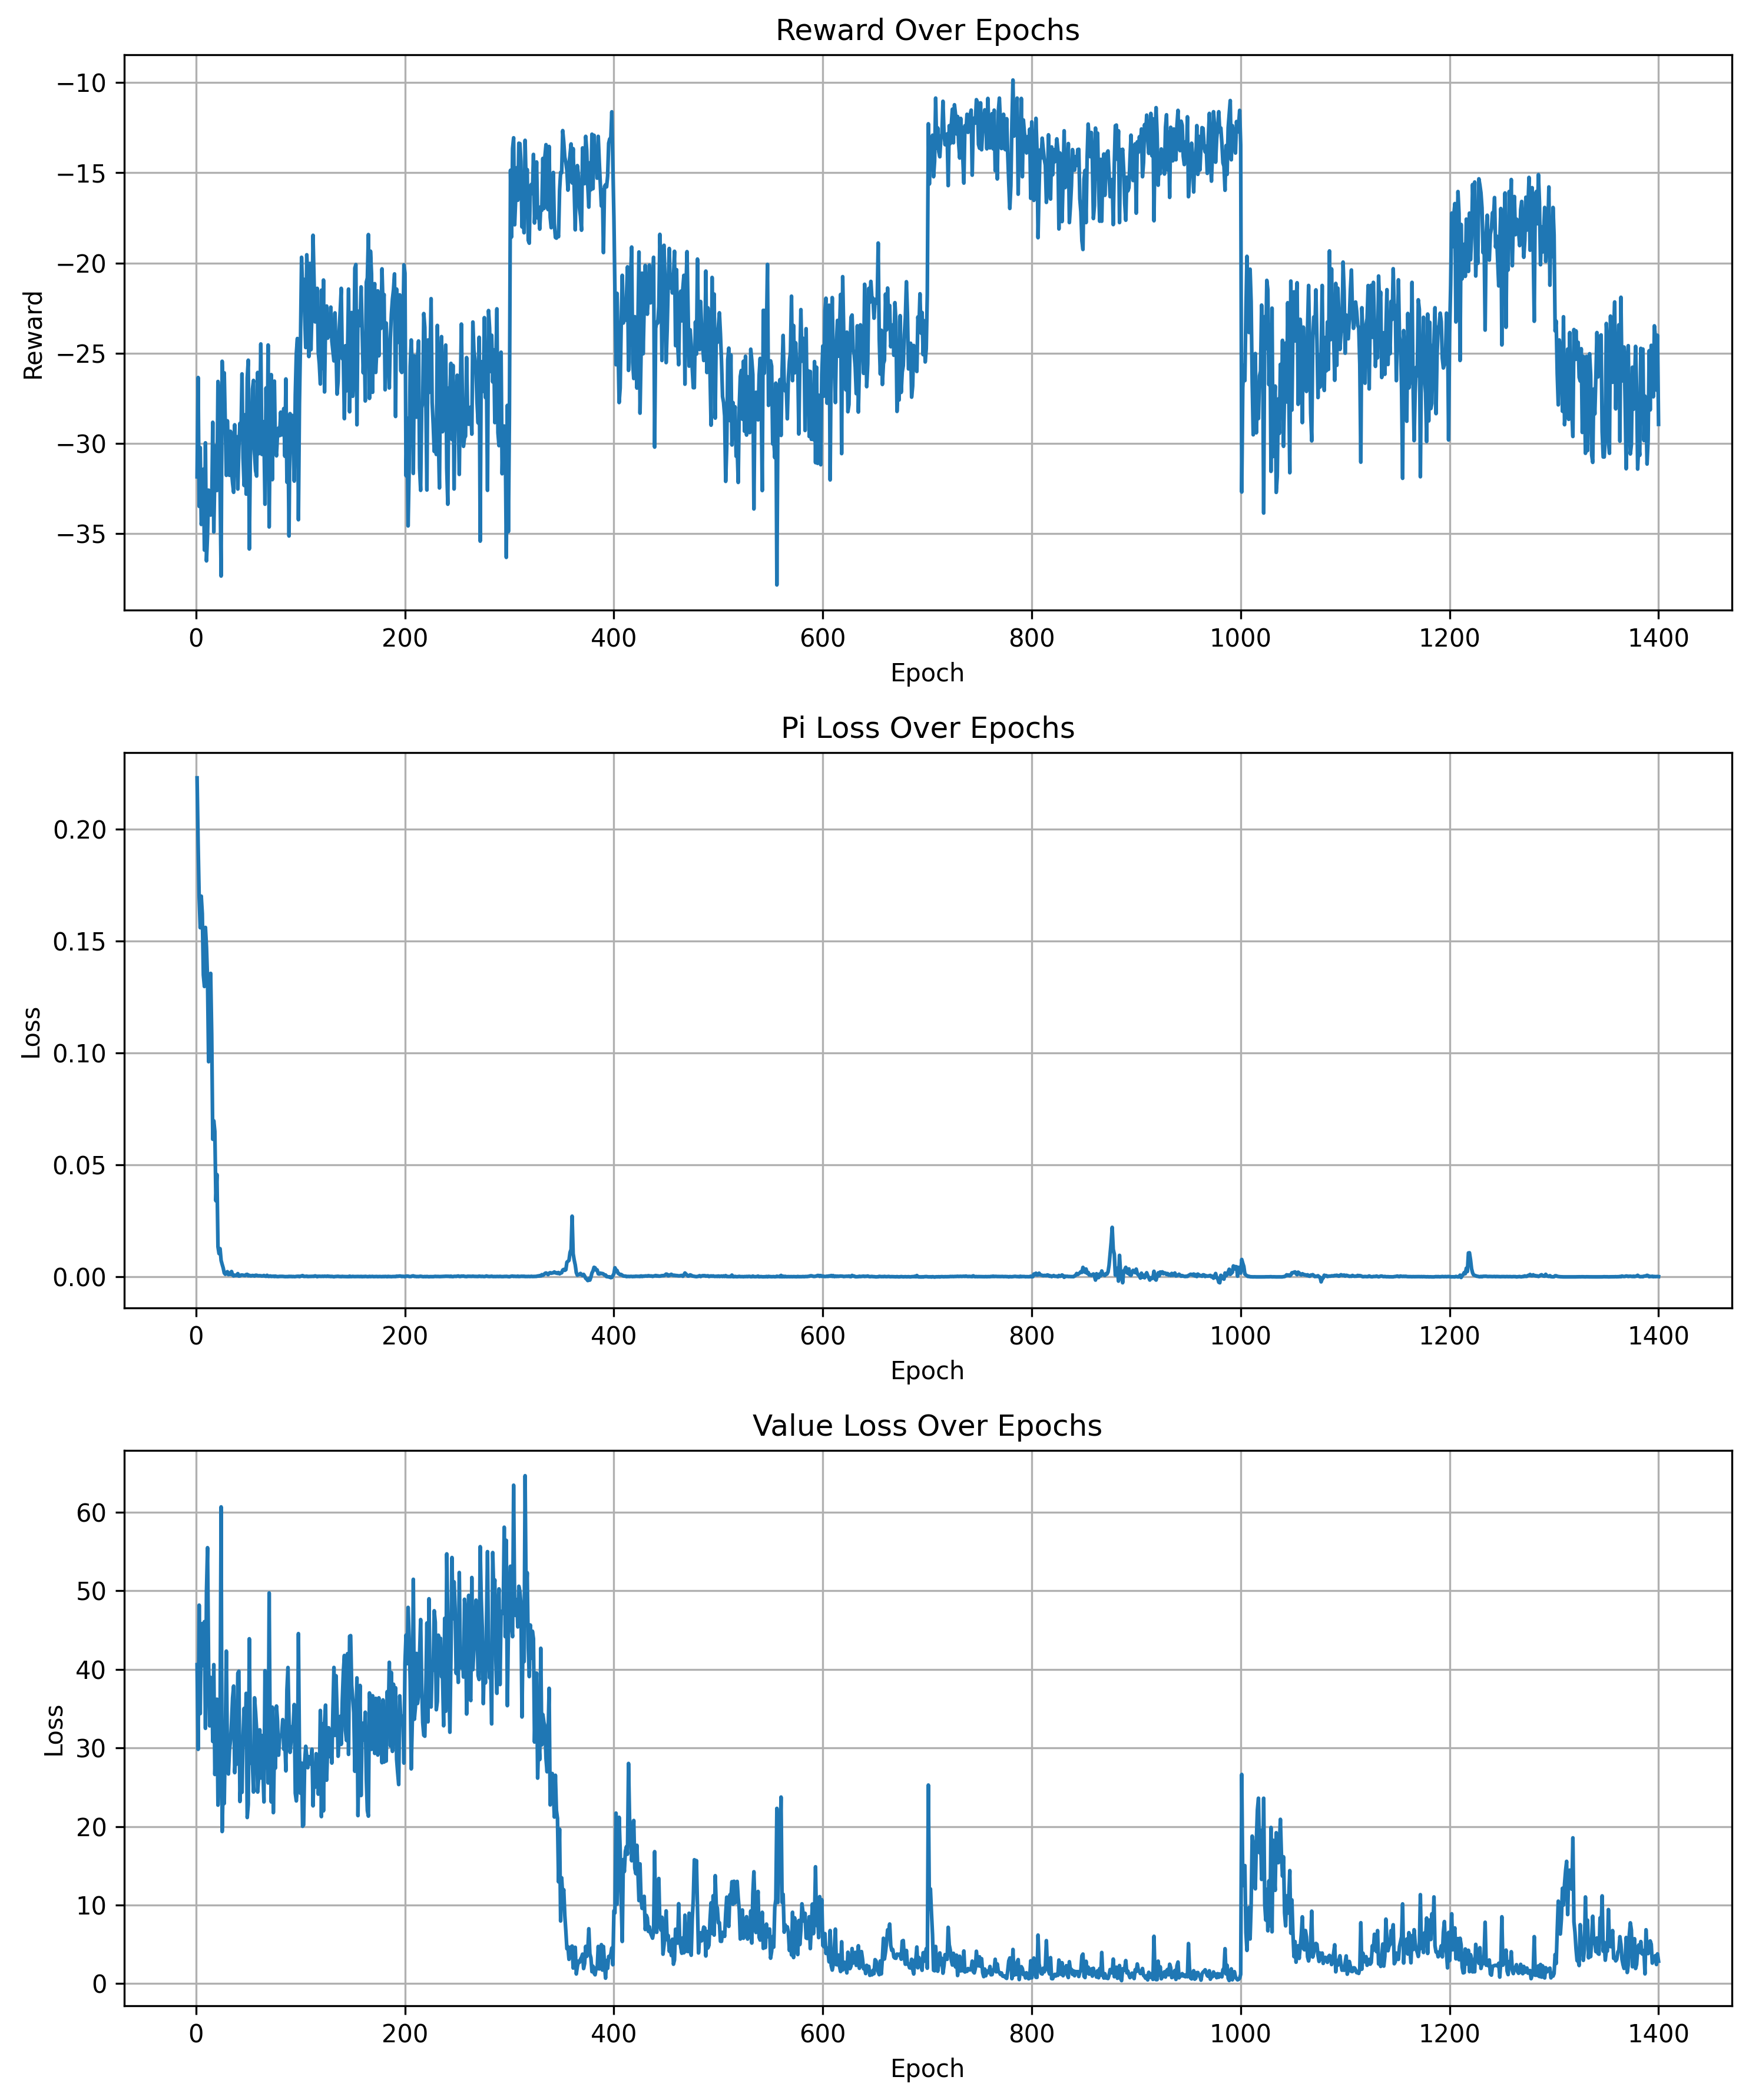 Reward Over Epochs
Reward
−10
−15
−20
−25
−30
−35
0 200 400 600 800 1000 1200 1400
Epoch
Pi Loss Over Epochs
Loss
0.20
0.15
0.10
0.05
0.00
0 200 400 600 800 1000 1200 1400
Epoch
Value Loss Over Epochs
Loss
60
50
40
30
20
10
0
0 200 400 600 800 1000 1200 1400
Epoch